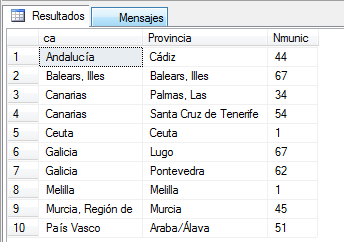 Resultados Mensajes
ca Provincia Nmunic
1 Andalucía Cádiz 44
2 Balears, Illes Balears, Illes 67
3 Canarias Palmas, Las 34
4 Canarias Santa Cruz de Tenerife 54
5 Ceuta Ceuta 1
6 Galicia Lugo 67
7 Galicia Pontevedra 62
8 Melilla Melilla 1
9 Murcia, Región de Murcia 45
10 País Vasco Araba/Álava 51